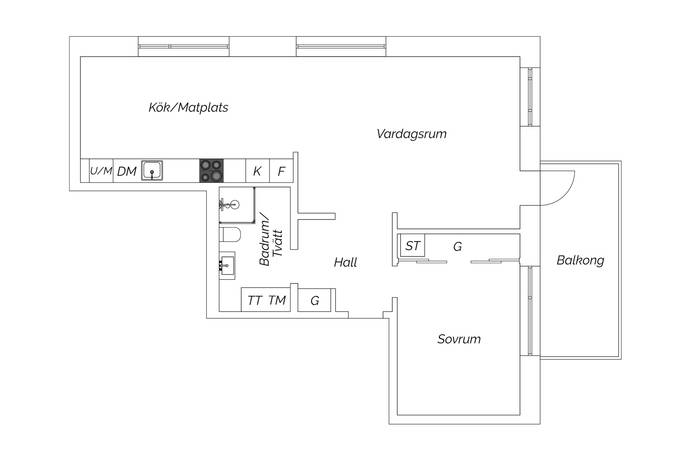 Kök/Matplats
Vardagsrum
U/M DM K F
Badrum/
Tvätt
ST G
Hall
Balkong
TT TM G
Sovrum